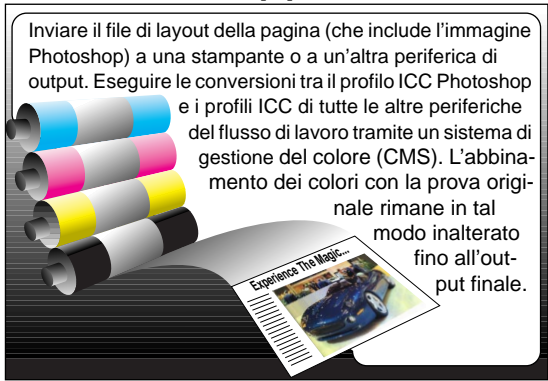 Inviare il file di layout della pagina (che include l'immagine
Photoshop) a una stampante o a un'altra periferica di
output. Eseguire le conversioni tra il profilo ICC Photoshop
e i profili ICC di tutte le altre periferiche
del flusso di lavoro tramite un sistema di
gestione del colore (CMS). L'abbina-
mento dei colori con la prova origi-
nale rimane in tal
modo inalterato
fino all'out-
put finale.
Experience The Magic...